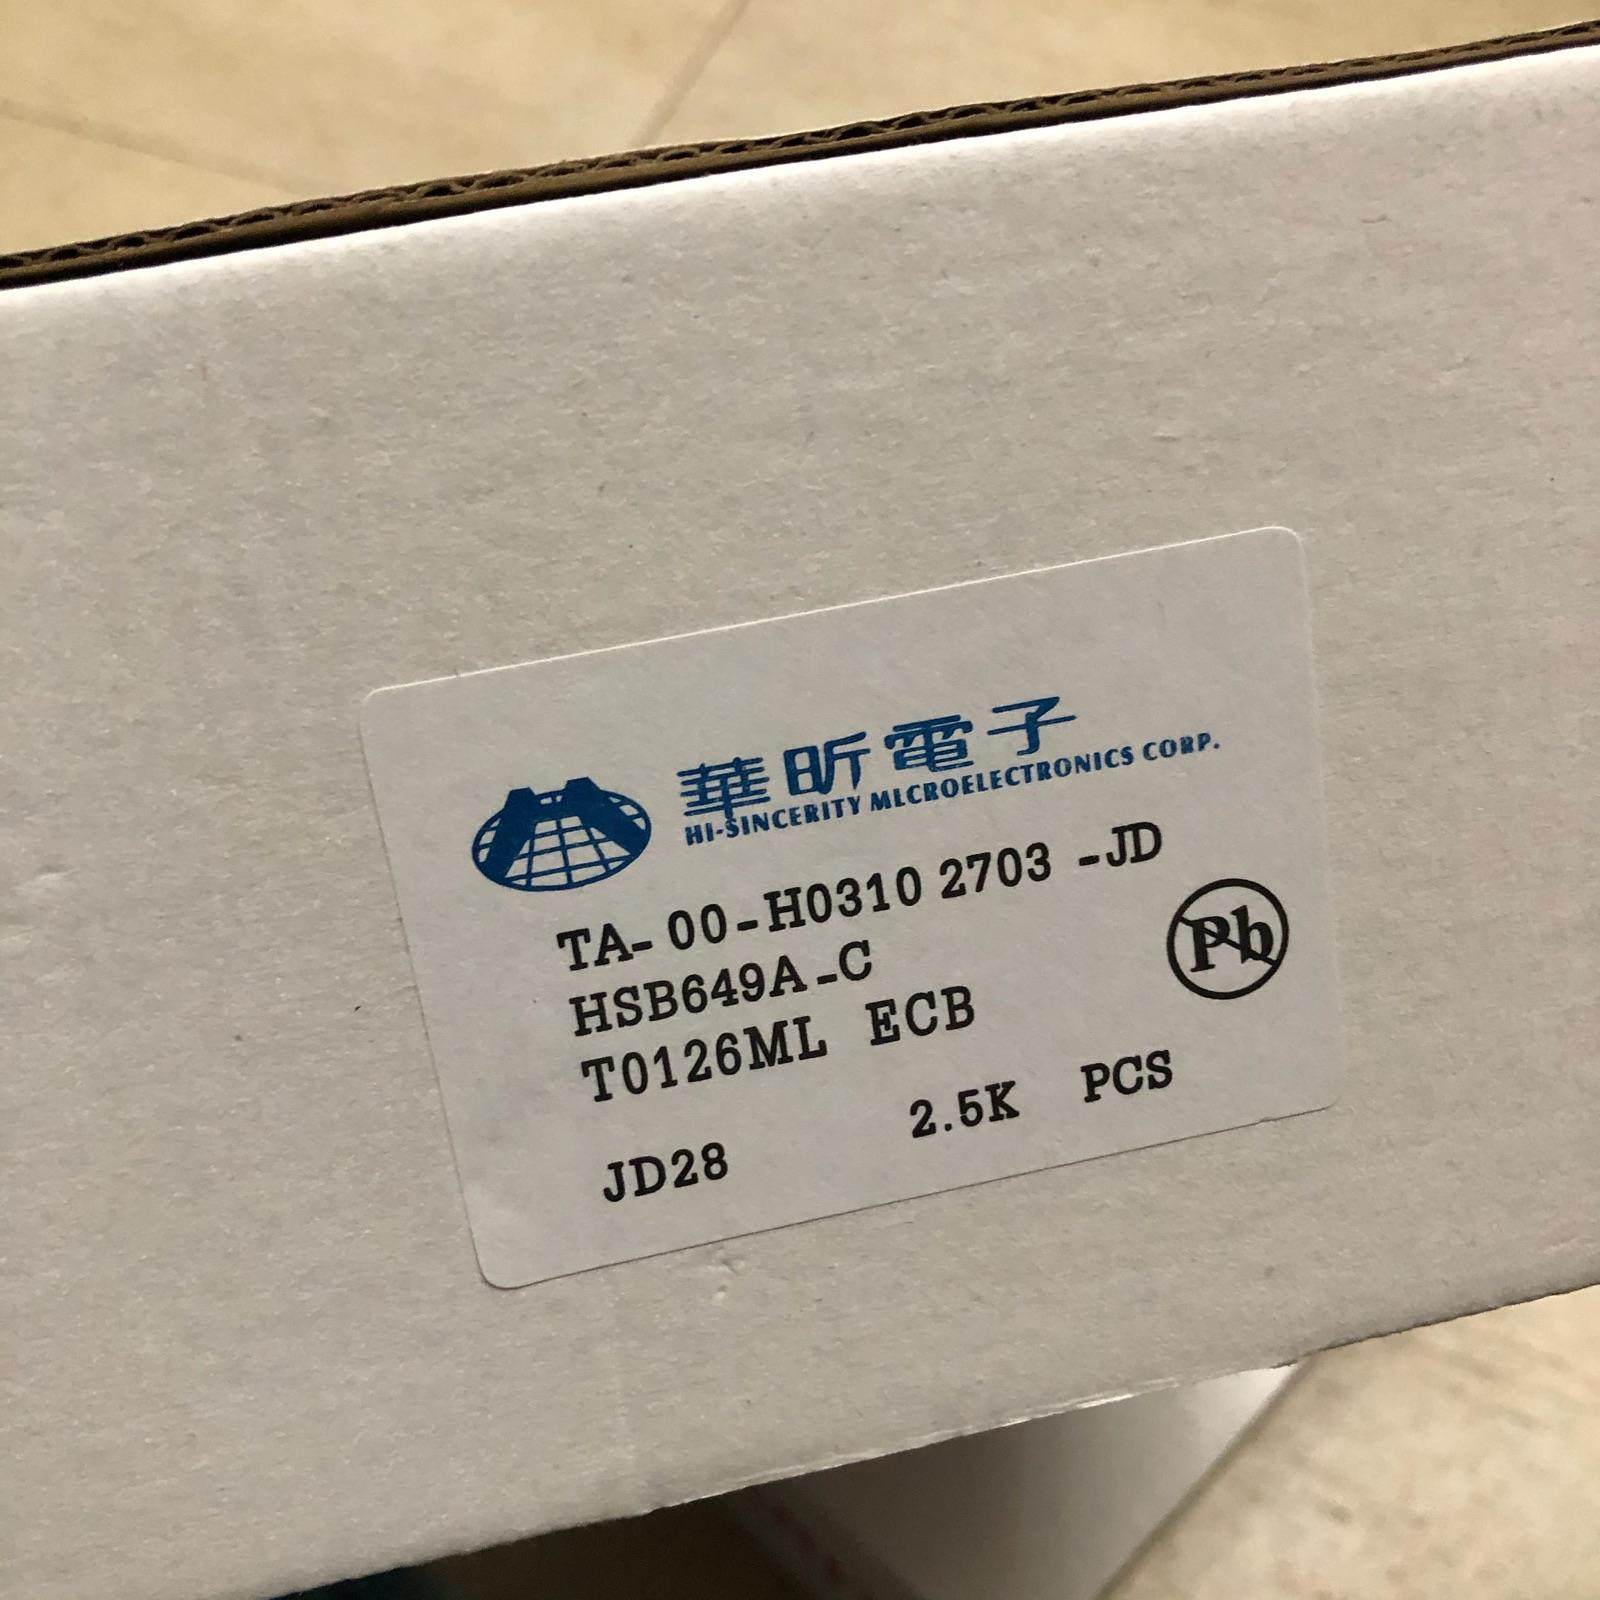 華昕電子
HI-SINCERITY MLCROELECTRONICS CORP.
TA-00-H0310 2703 -JD
HSB649A-C
T0126ML ECB
Pb
2.5K PCS
JD28